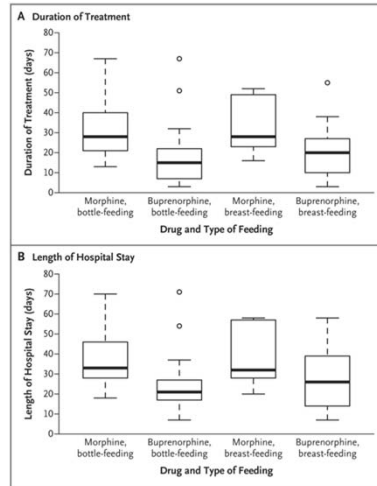 A Duration of Treatment
Duration of Treatment (days)
80
70
60
50
40
30
20
10
0
Morphine, bottle-feeding
Buprenorphine, bottle-feeding
Morphine, breast-feeding
Buprenorphine, breast-feeding
Drug and Type of Feeding
B Length of Hospital Stay
Length of Hospital Stay (days)
80
70
60
50
40
30
20
10
0
Morphine, bottle-feeding
Buprenorphine, bottle-feeding
Morphine, breast-feeding
Buprenorphine, breast-feeding
Drug and Type of Feeding